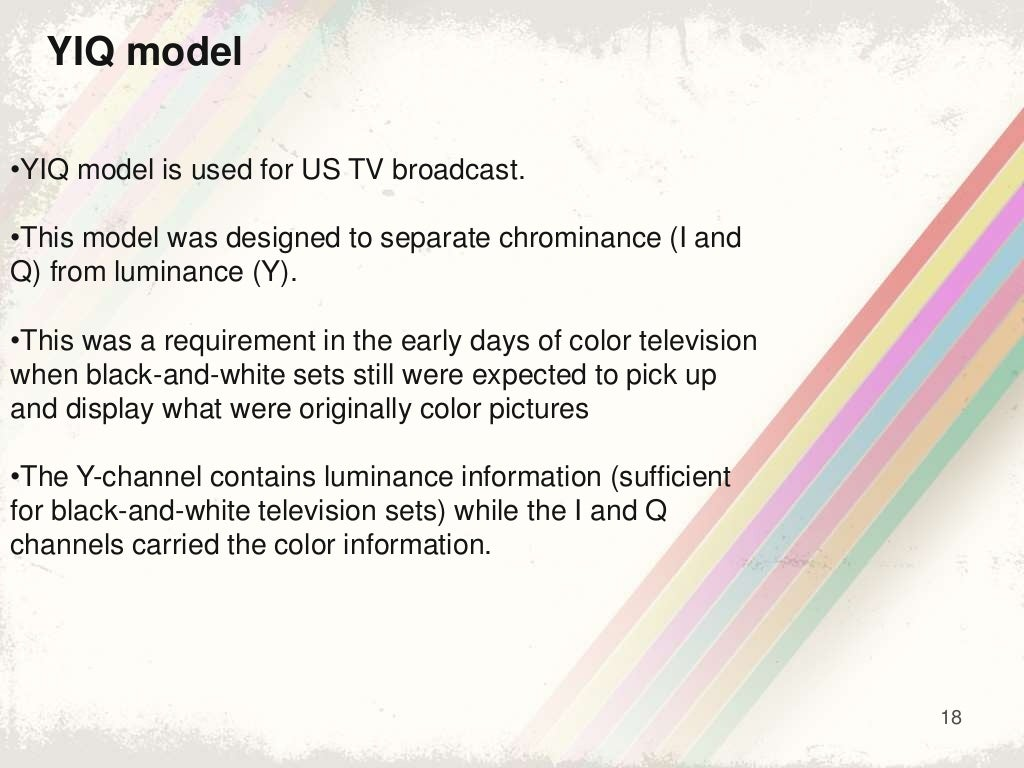 YIQ model
•YIQ model is used for US TV broadcast.
•This model was designed to separate chrominance (I and
Q) from luminance (Y).
•This was a requirement in the early days of color television
when black-and-white sets still were expected to pick up
and display what were originally color pictures
•The Y-channel contains luminance information (sufficient
for black-and-white television sets) while the I and Q
channels carried the color information.
18